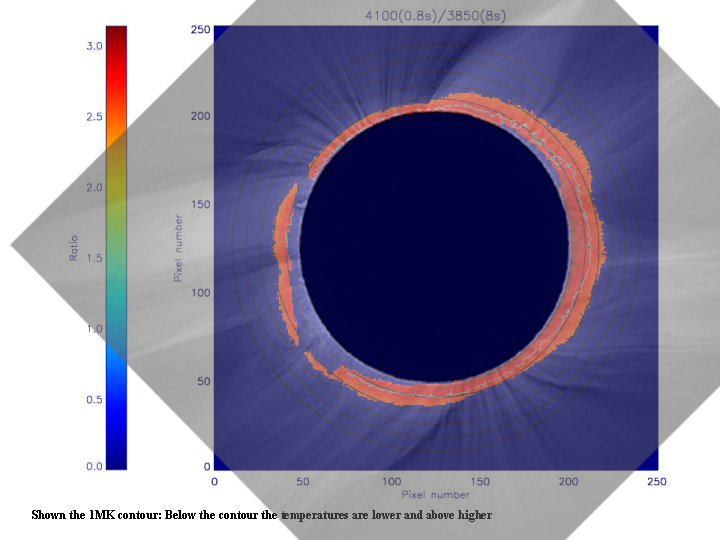 4100(0.8s)/3850(8s)
3.0
2.5
2.0
1.5
1.0
0.5
0.0
Ratio
250
200
150
100
50
0
Pixel number
0 50 100 150 200 250
Pixel number
Shown the 1MK contour: Below the contour the temperatures are lower and above higher